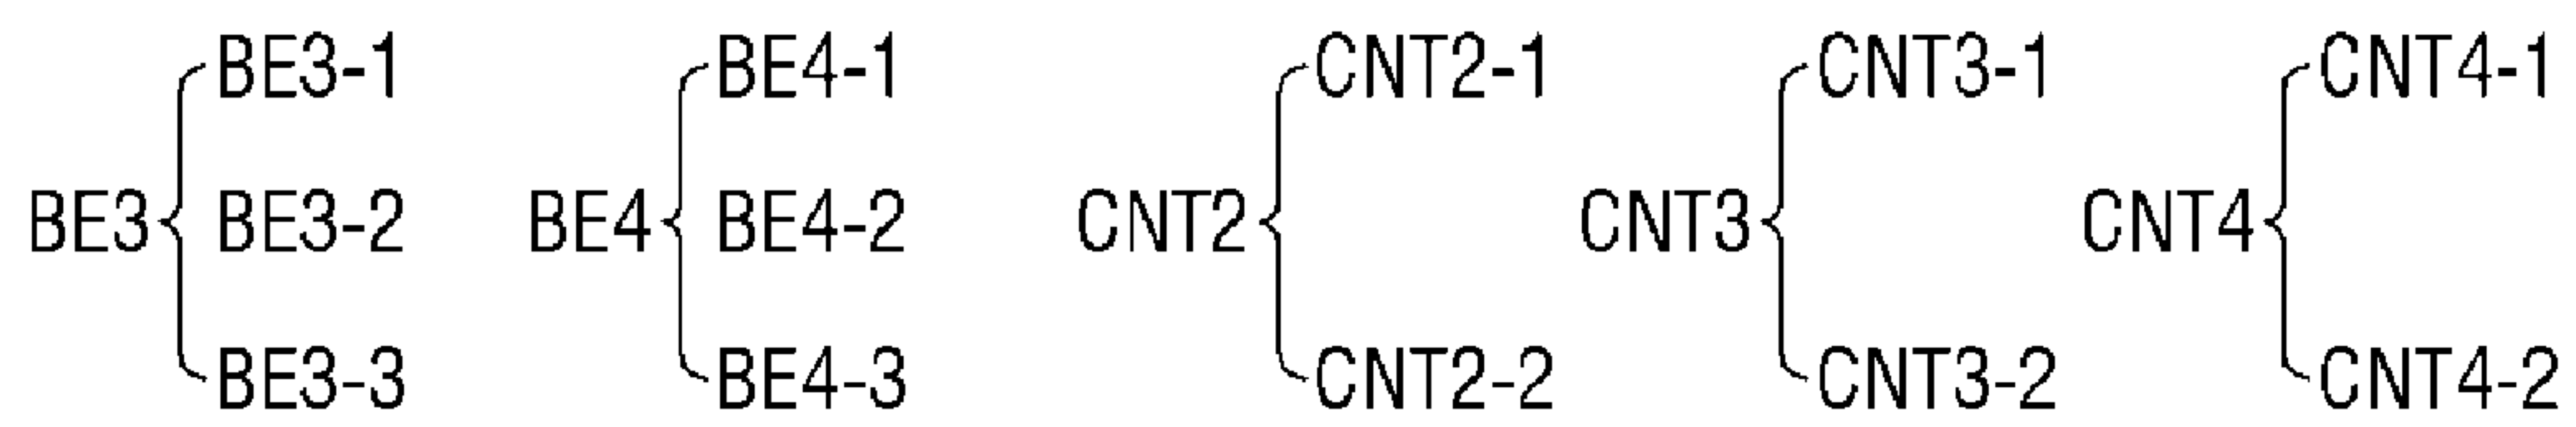 BE3-1 BE4-1 CNT2-1 CNT3-1 CNT4-1
BE3 BE3-2 BE4 BE4-2 CNT2 CNT3 CNT4
BE3-3 BE4-3 CNT2-2 CNT3-2 CNT4-2